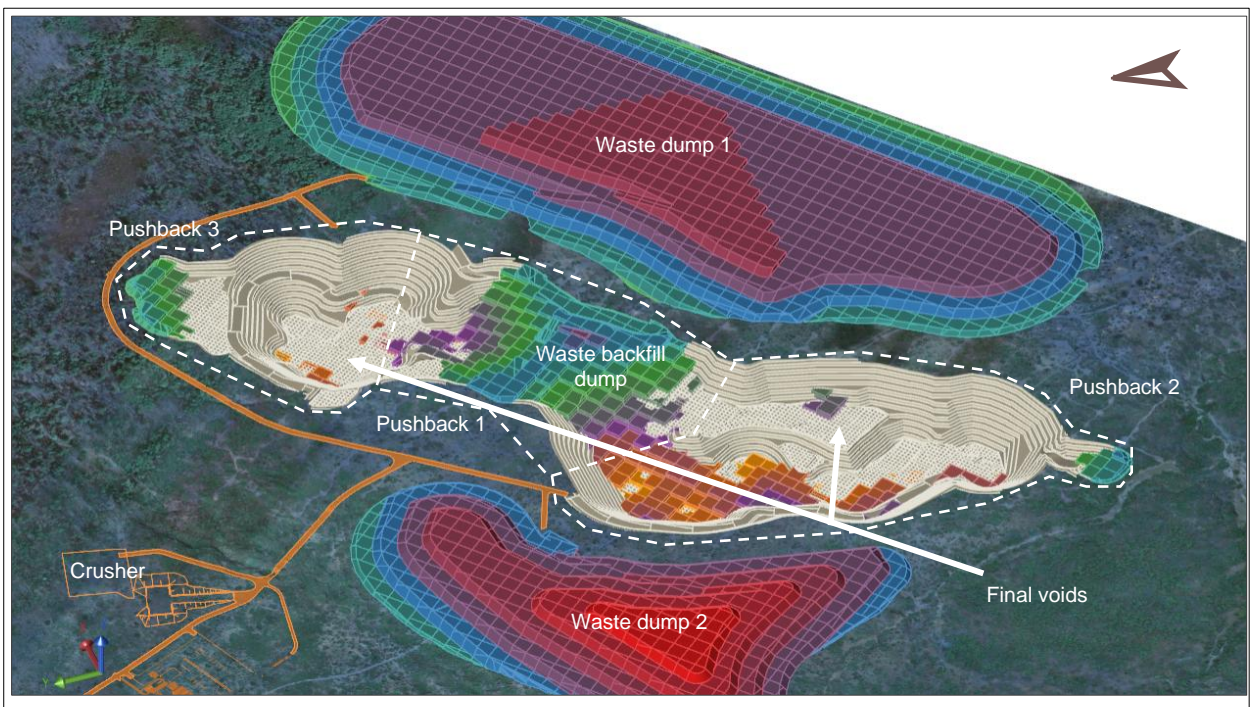 Waste dump 1
Pushback 3
Waste backfill
dump
Pushback 2
Pushback 1
Crusher
Final voids
Waste dump 2
Y